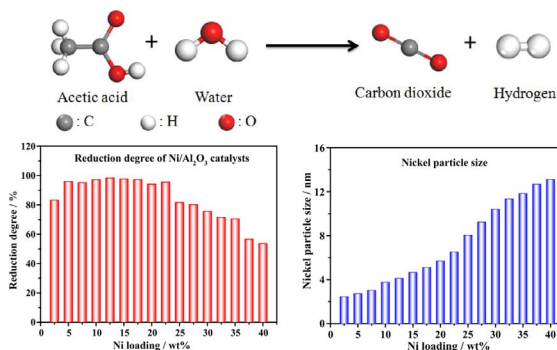 + +
Acetic acid Water Carbon dioxide Hydrogen
: C : H : O
Reduction degree of Ni/Al₂O₃ catalysts
Reduction degree / %
120
100
80
60
40
20
0
0 5 10 15 20 25 30 35 40
Ni loading / wt%
Nickel particle size
Nickel particle size / nm
16
12
8
4
0
0 5 10 15 20 25 30 35 40
Ni loading / wt%